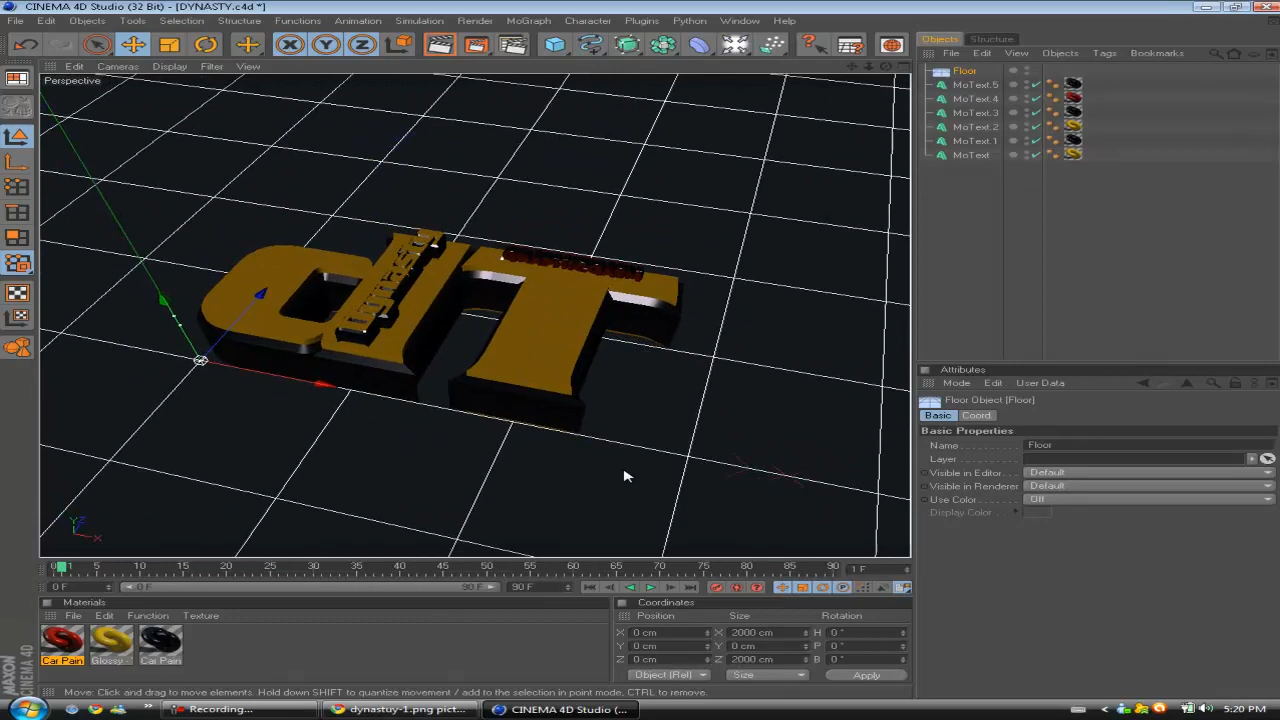 CINEMA 4D Studio (32 Bit) - [DYNASTY.c4d *]
File Edit Objects Tools Selection Structure Functions Animation Simulation Render MoGraph Character Plugins Python Window Help
Edit Cameras Display Filter View
Perspective
Objects Structure
File Edit View Objects Tags Bookmarks
Floor
MoText.5
MoText.4
MoText.3
MoText.2
MoText.1
MoText
Attributes
Mode Edit User Data
Floor Object [Floor]
Basic Coord.
Basic Properties
Name Floor
Layer
Visible in Editor Default
Visible in Renderer Default
Use Color Off
Display Color
X Y Z
Y Z
X
0 1 5 10 15 20 25 30 35 40 45 50 55 60 65 70 75 80 85 90 1 F
0 F 0 F 90 F 90 F
Materials
File Edit Function Texture
Car Pain Glossy Car Pain
Coordinates
Position Size Rotation
X 0 cm X 2000 cm H 0 °
Y 0 cm Y 0 cm P 0 °
Z 0 cm Z 2000 cm B 0 °
Object (Rel) Size Apply
MAXON CINEMA 4D
Move: Click and drag to move elements. Hold down SHIFT to quantize movement / add to the selection in point mode, CTRL to remove.
Recording... dynastuy-1.png pict... CINEMA 4D Studio (... 5:20 PM